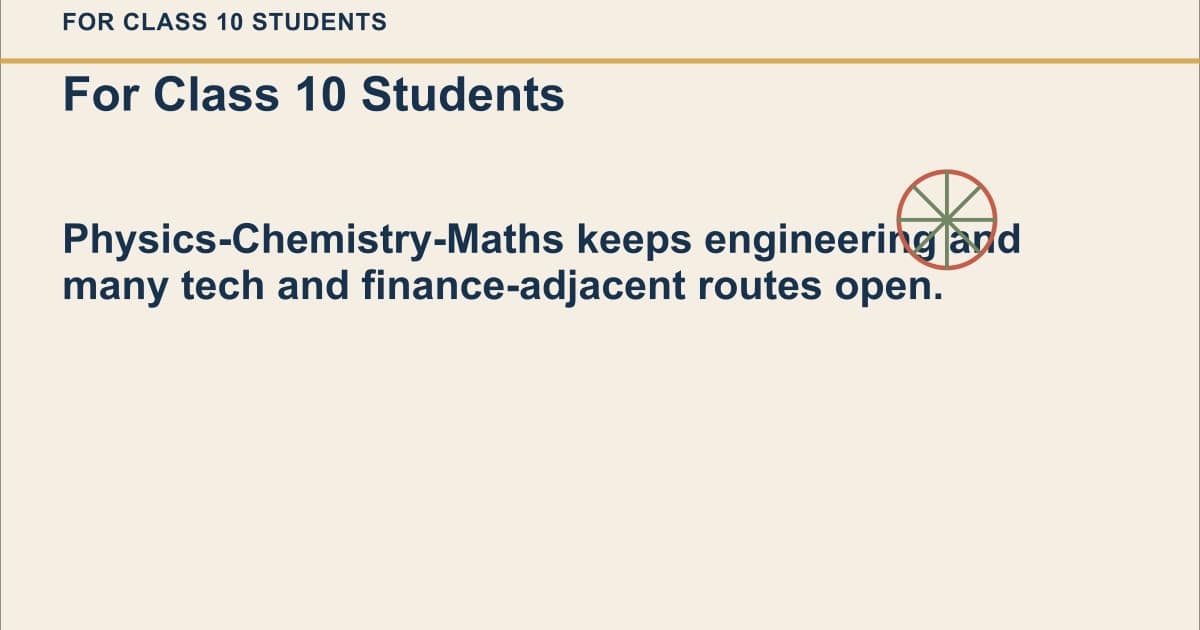 FOR CLASS 10 STUDENTS
For Class 10 Students
Physics-Chemistry-Maths keeps engineering and
many tech and finance-adjacent routes open.